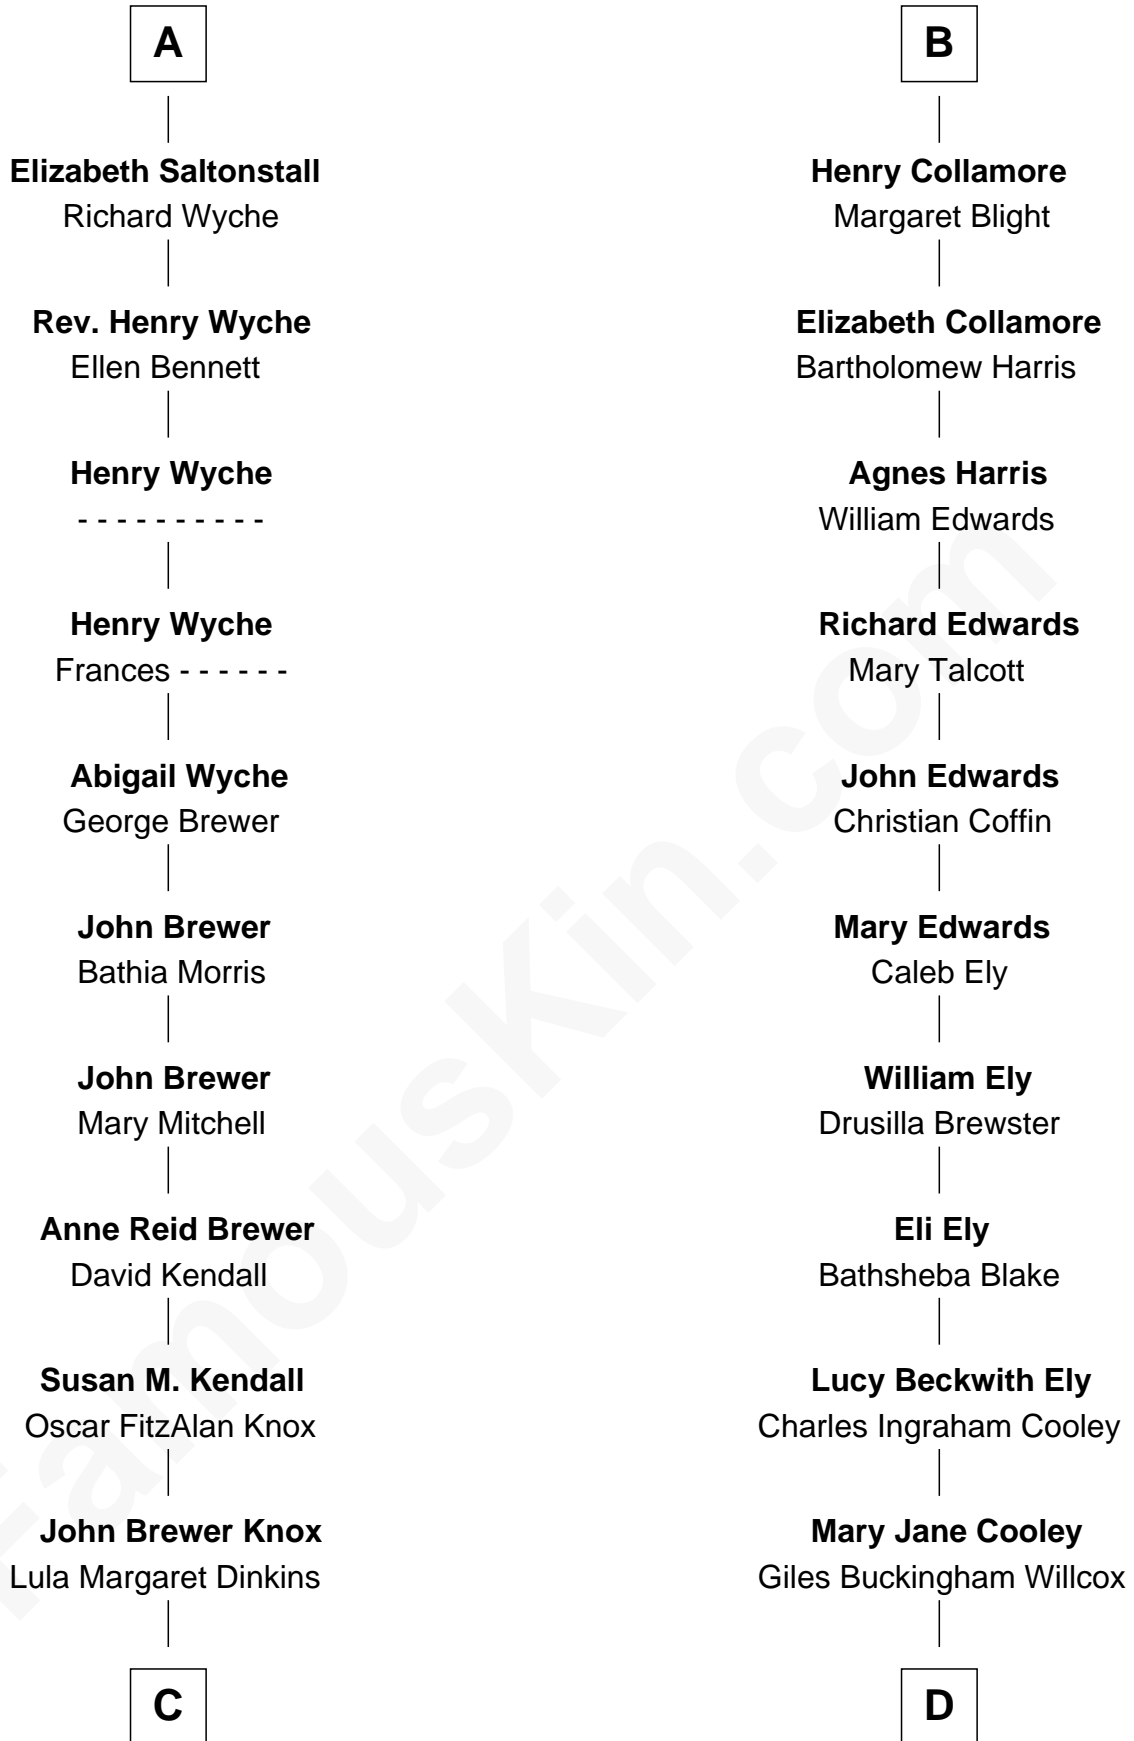 A
Elizabeth Saltonstall
Richard Wyche
Rev. Henry Wyche
Ellen Bennett
Henry Wyche
- - - - - - - - - -
Henry Wyche
Frances - - - - - -
Abigail Wyche
George Brewer
John Brewer
Bathia Morris
John Brewer
Mary Mitchell
Anne Reid Brewer
David Kendall
Susan M. Kendall
Oscar FitzAlan Knox
John Brewer Knox
Lula Margaret Dinkins
C
B
Henry Collamore
Margaret Blight
Elizabeth Collamore
Bartholomew Harris
Agnes Harris
William Edwards
Richard Edwards
Mary Talcott
John Edwards
Christian Coffin
Mary Edwards
Caleb Ely
William Ely
Drusilla Brewster
Eli Ely
Bathsheba Blake
Lucy Beckwith Ely
Charles Ingraham Cooley
Mary Jane Cooley
Giles Buckingham Willcox
D
FamousKin.com